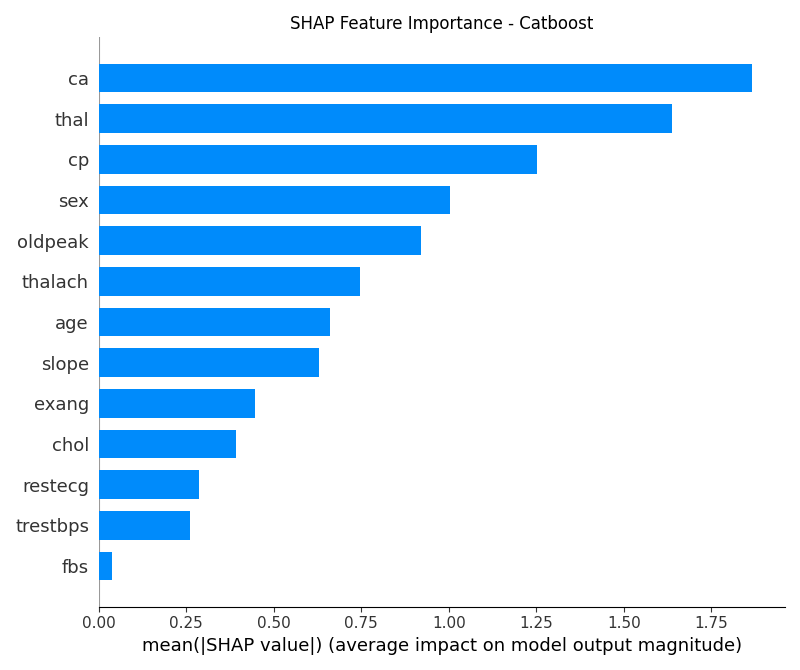 SHAP Feature Importance - Catboost
ca
thal
cp
sex
oldpeak
thalach
age
slope
exang
chol
restecg
trestbps
fbs
0.00 0.25 0.50 0.75 1.00 1.25 1.50 1.75
mean(|SHAP value|) (average impact on model output magnitude)